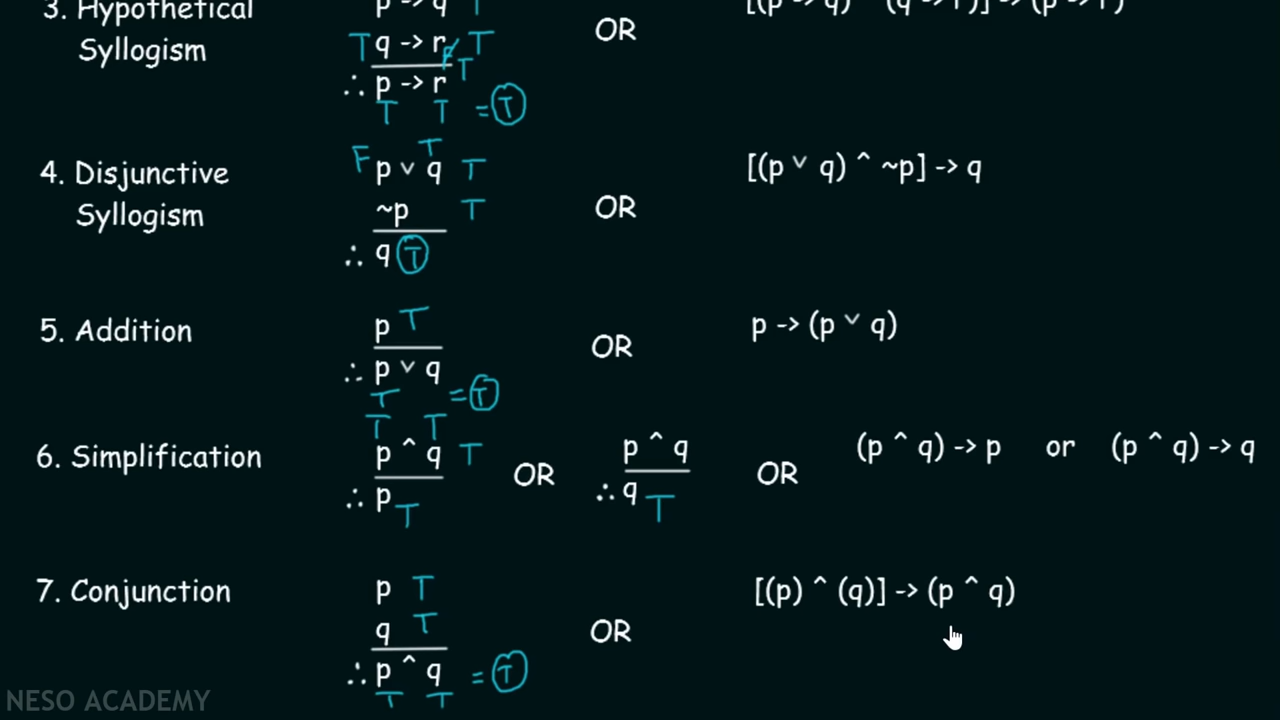 3. Hypothetical p -> q T [(p -> q) ^ (q -> r)] -> (p -> r)
Syllogism T q -> r F T OR
T
∴ p -> r
T T = T
F T
4. Disjunctive p ∨ q T [(p ∨ q) ^ ~p] -> q
Syllogism ~p T OR
∴ q T
5. Addition p T OR p -> (p ∨ q)
∴ p ∨ q
T = T
T T
6. Simplification p ^ q T OR p ^ q OR (p ^ q) -> p or (p ^ q) -> q
∴ p T ∴ q T
7. Conjunction p T [(p) ^ (q)] -> (p ^ q)
q T OR
∴ p ^ q = T
T T
NESO ACADEMY